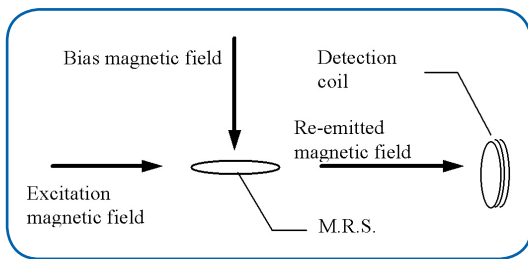 Bias magnetic field
Detection
coil
Re-emitted
magnetic field
Excitation
magnetic field
M.R.S.